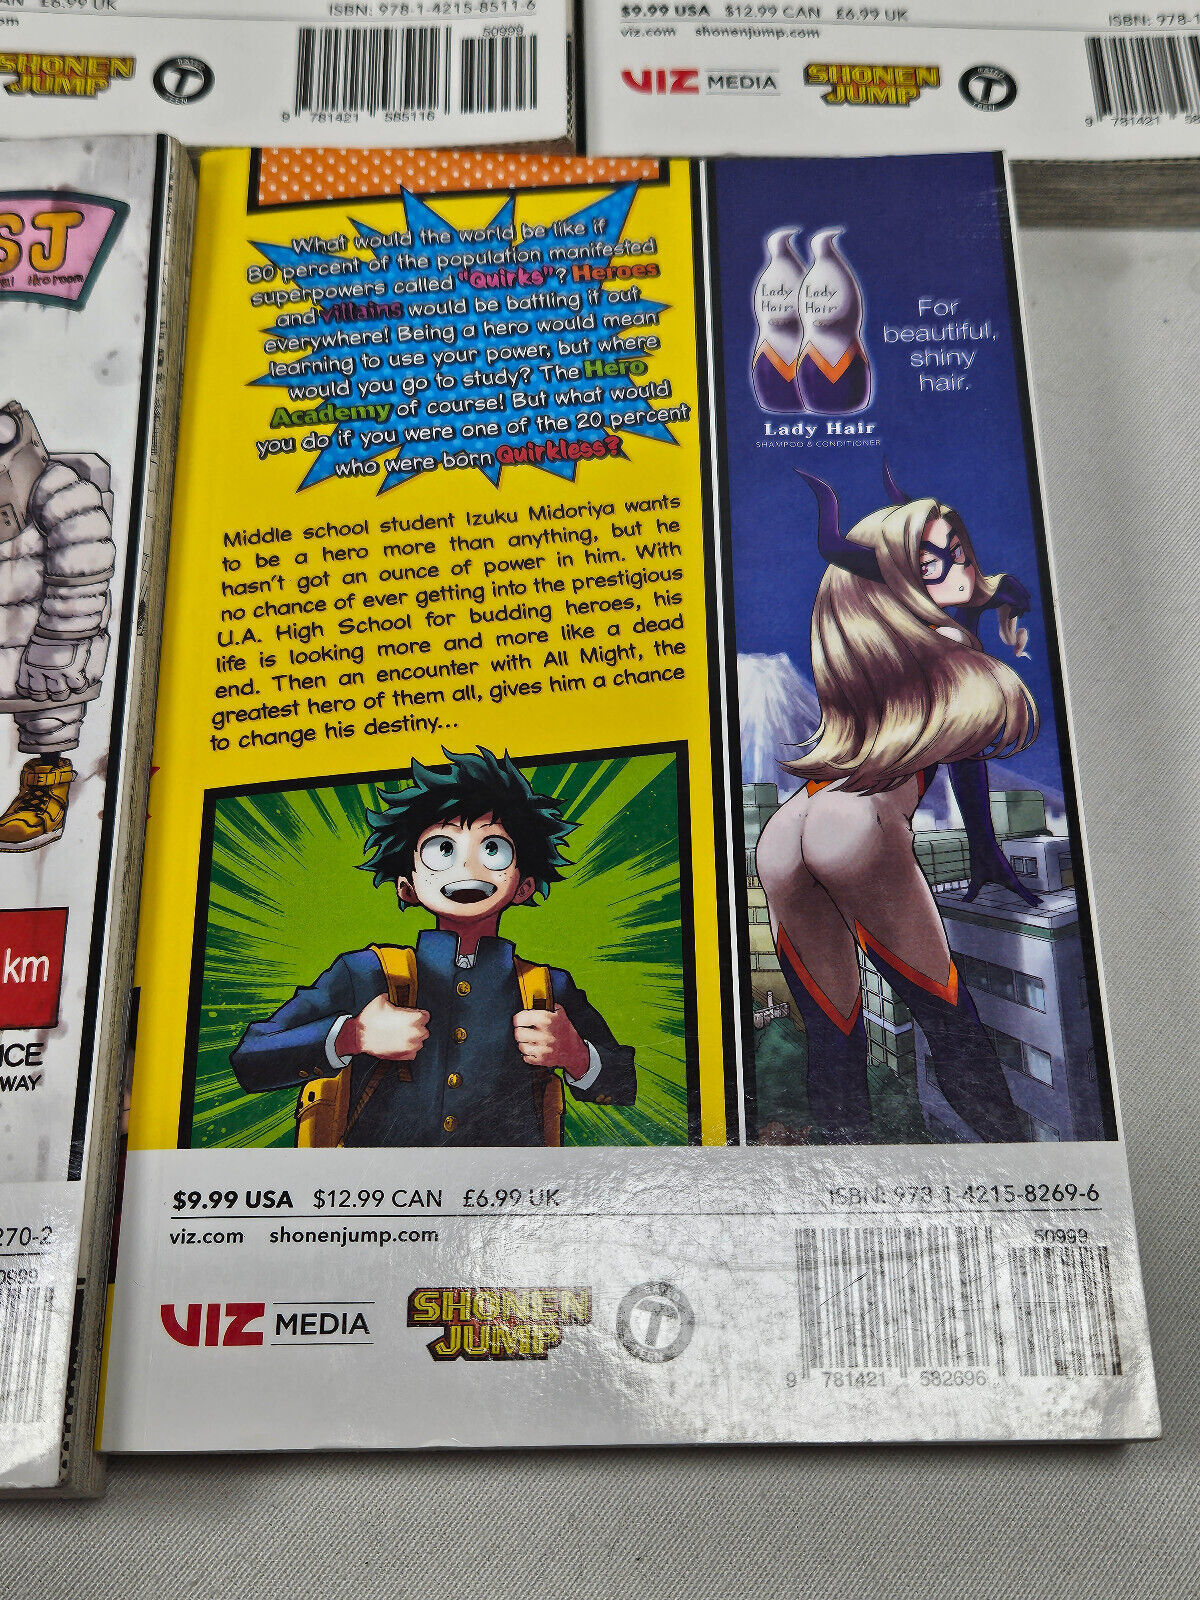 ISBN: 978-1-4215-8511-6
50999
SHONEN
JUMP
RATED
T
TEEN
9 781421 585116
$9.99 USA $12.99 CAN £6.99 UK
viz.com shonenjump.com
VIZ MEDIA
SHONEN
JUMP
RATED
T
TEEN
9 781421
SJ
km
270-2
What would the world be like if
80 percent of the population manifested
superpowers called "Quirks"? Heroes
and villains would be battling it out
everywhere! Being a hero would mean
learning to use your power, but where
would you go to study? The Hero
Academy of course! But what would
you do if you were one of the 20 percent
who were born Quirkless?
Middle school student Izuku Midoriya wants
to be a hero more than anything, but he
hasn't got an ounce of power in him. With
no chance of ever getting into the prestigious
U.A. High School for budding heroes, his
life is looking more and more like a dead
end. Then an encounter with All Might, the
greatest hero of them all, gives him a chance
to change his destiny...
Lady
Hair
Lady
Hair
For
beautiful,
shiny
hair.
Lady Hair
SHAMPOO & CONDITIONER
$9.99 USA $12.99 CAN £6.99 UK
ISBN: 978-1-4215-8269-6
viz.com shonenjump.com
50999
VIZ MEDIA
SHONEN
JUMP
T
9 781421 582696